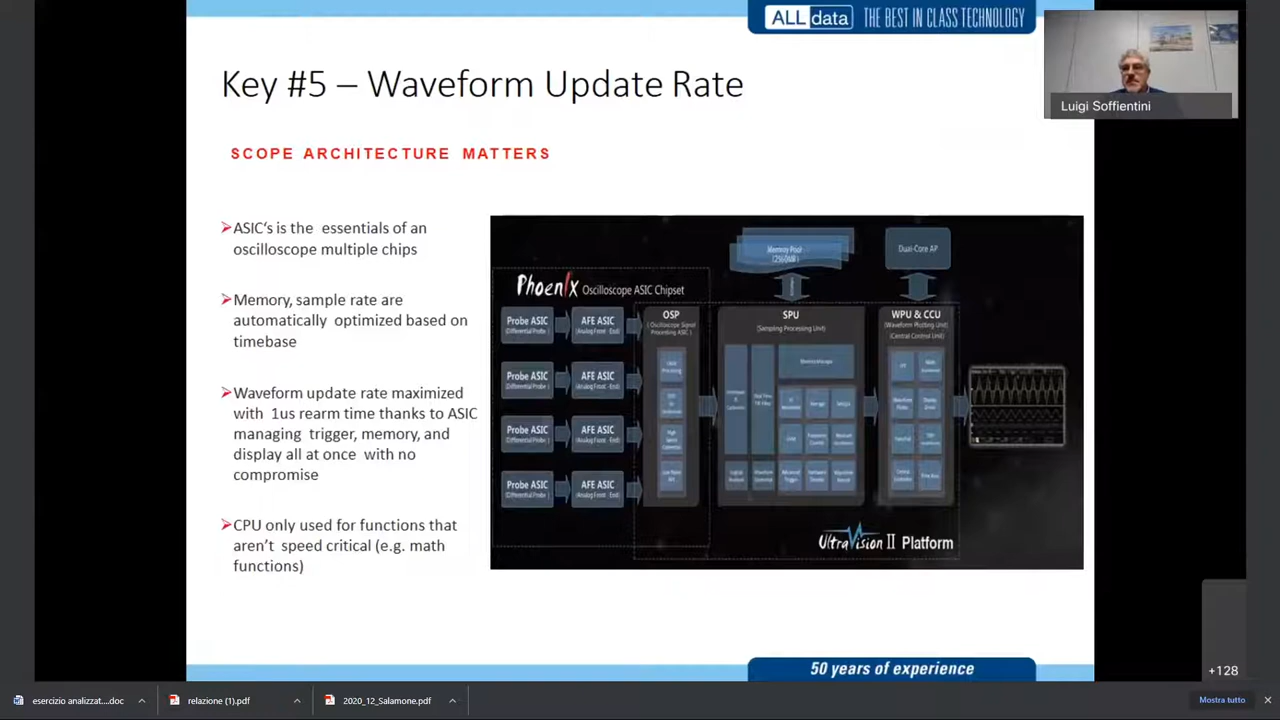 ALLdata THE BEST IN CLASS TECHNOLOGY
Luigi Soffientini
Key #5 – Waveform Update Rate
SCOPE ARCHITECTURE MATTERS
ASIC's is the essentials of an
oscilloscope multiple chips
Memory, sample rate are
automatically optimized based on
timebase
Waveform update rate maximized
with 1us rearm time thanks to ASIC
managing trigger, memory, and
display all at once with no
compromise
CPU only used for functions that
aren't speed critical (e.g. math
functions)
Memory Pool
Dual-Core AP
PhoenIx Oscilloscope ASIC Chipset
Probe ASIC
(Differential Probe)
AFE ASIC
(Analog Front - End)
Probe ASIC
(Differential Probe)
AFE ASIC
(Analog Front - End)
Probe ASIC
(Differential Probe)
AFE ASIC
(Analog Front - End)
Probe ASIC
(Differential Probe)
AFE ASIC
(Analog Front - End)
OSP
(Oscilloscope Signal
Processing ASIC)
SPU
(Sampling Processing Unit)
WPU & CCU
(Waveform Plotting Unit)
(Central Control Unit)
UltraVision II Platform
50 years of experience
+128
esercizio analizzat....doc
relazione (1).pdf
2020_12_Salamone.pdf
Mostra tutto